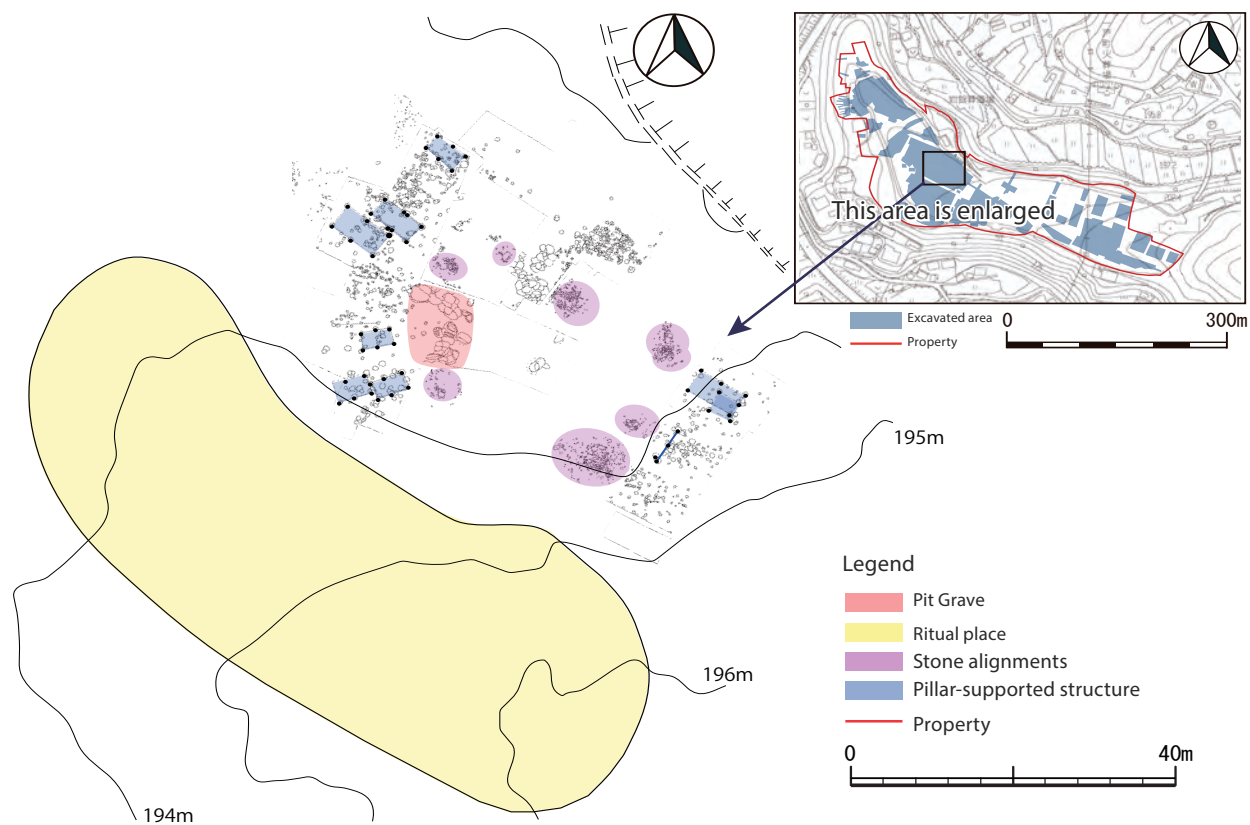 This area is enlarged
Excavated area
0
300m
Property
195m
Legend
Pit Grave
Ritual place
Stone alignments
196m
Pillar-supported structure
Property
0
40m
194m